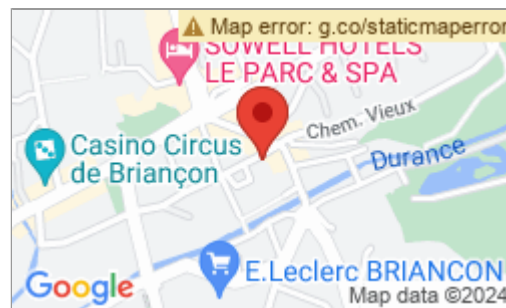 Map error: g.co/staticmaperror
SOWELL HOTELS
LE PARC & SPA
Chem. Vieux
Durance
Casino Circus
de Briançon
E.Leclerc BRIANCON
Google
Map data ©2024